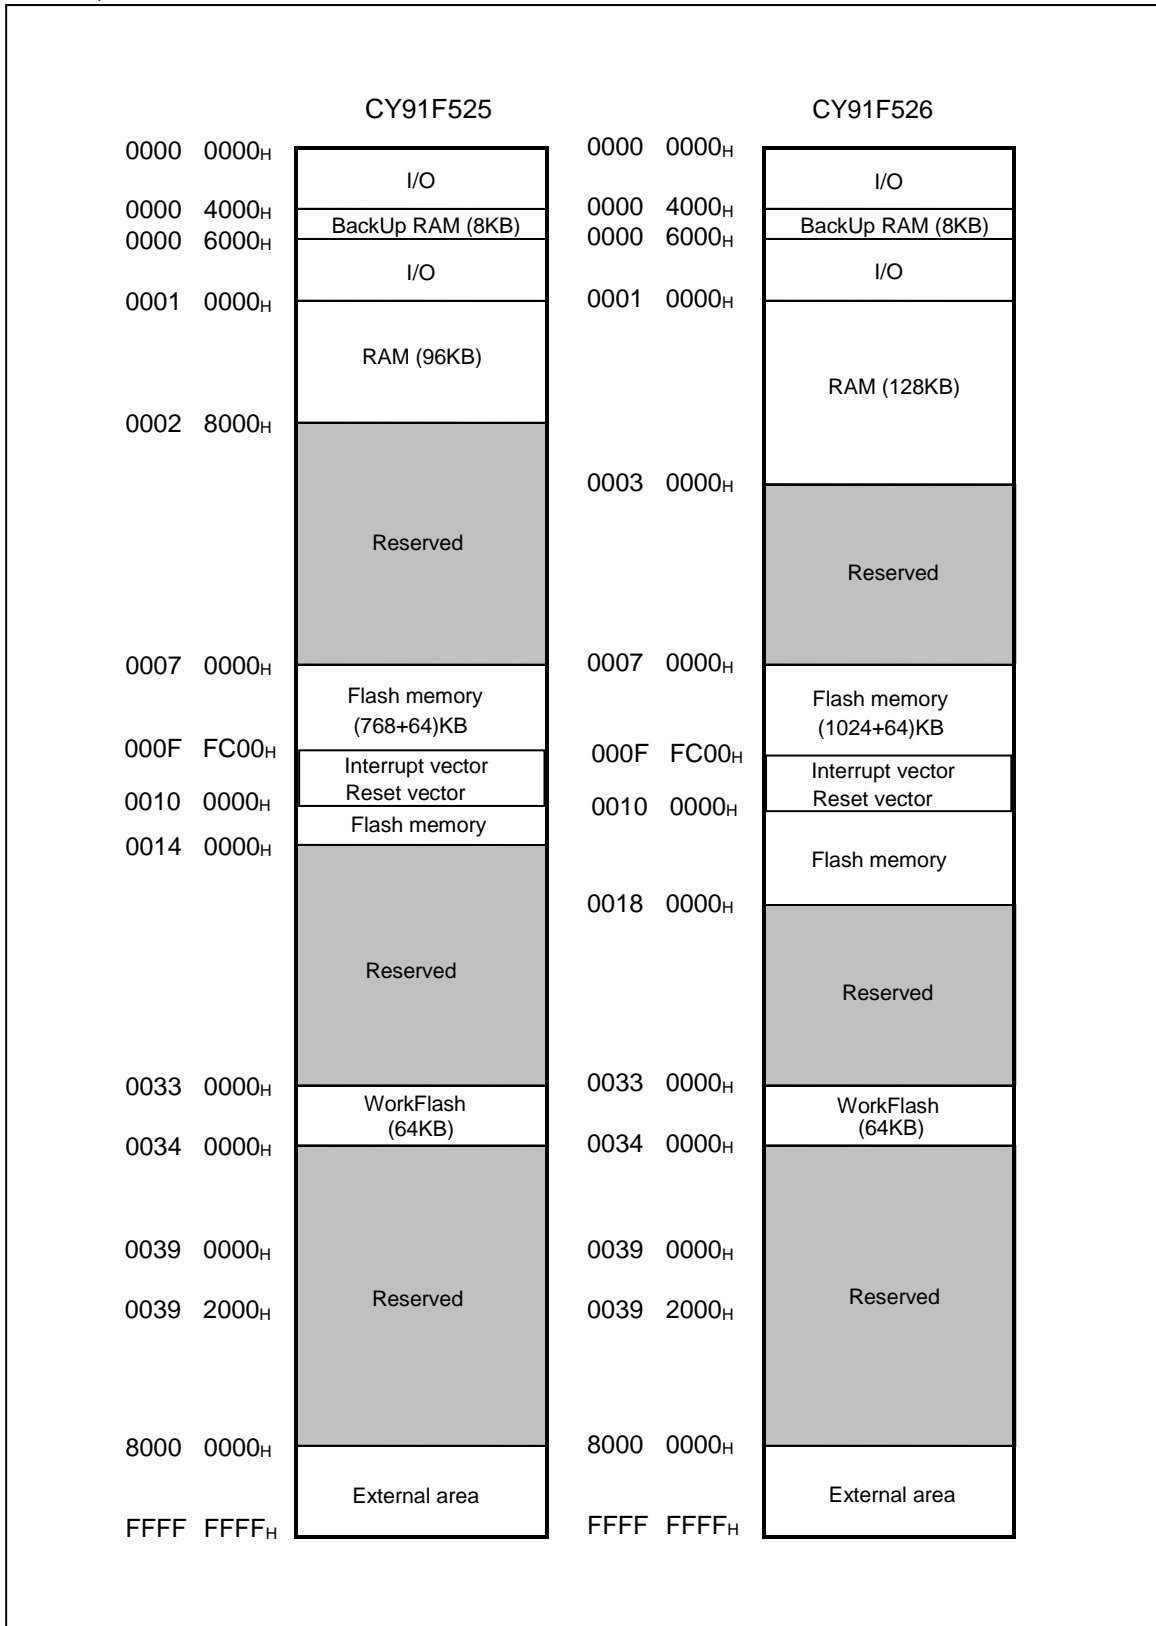 CY91F525
0000 0000H
I/O
0000 4000H
BackUp RAM (8KB)
0000 6000H
I/O
0001 0000H
RAM (96KB)
0002 8000H
Reserved
0007 0000H
Flash memory
(768+64)KB
000F FC00H
Interrupt vector
Reset vector
0010 0000H
Flash memory
0014 0000H
Reserved
0033 0000H
WorkFlash
(64KB)
0034 0000H
0039 0000H
Reserved
0039 2000H
8000 0000H
External area
FFFF FFFFH
CY91F526
0000 0000H
I/O
0000 4000H
BackUp RAM (8KB)
0000 6000H
I/O
0001 0000H
RAM (128KB)
0003 0000H
Reserved
0007 0000H
Flash memory
(1024+64)KB
000F FC00H
Interrupt vector
Reset vector
0010 0000H
Flash memory
0018 0000H
Reserved
0033 0000H
WorkFlash
(64KB)
0034 0000H
0039 0000H
Reserved
0039 2000H
8000 0000H
External area
FFFF FFFFH